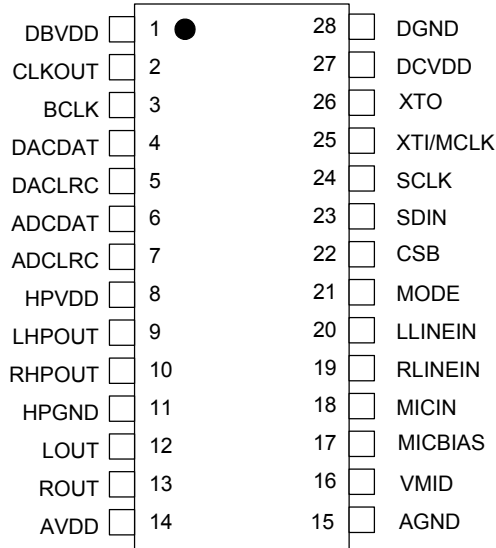 DBVDD 1 28 DGND
CLKOUT 2 27 DCVDD
BCLK 3 26 XTO
DACDAT 4 25 XTI/MCLK
DACLRC 5 24 SCLK
ADCDAT 6 23 SDIN
ADCLRC 7 22 CSB
HPVDD 8 21 MODE
LHPOUT 9 20 LLINEIN
RHPOUT 10 19 RLINEIN
HPGND 11 18 MICIN
LOUT 12 17 MICBIAS
ROUT 13 16 VMID
AVDD 14 15 AGND